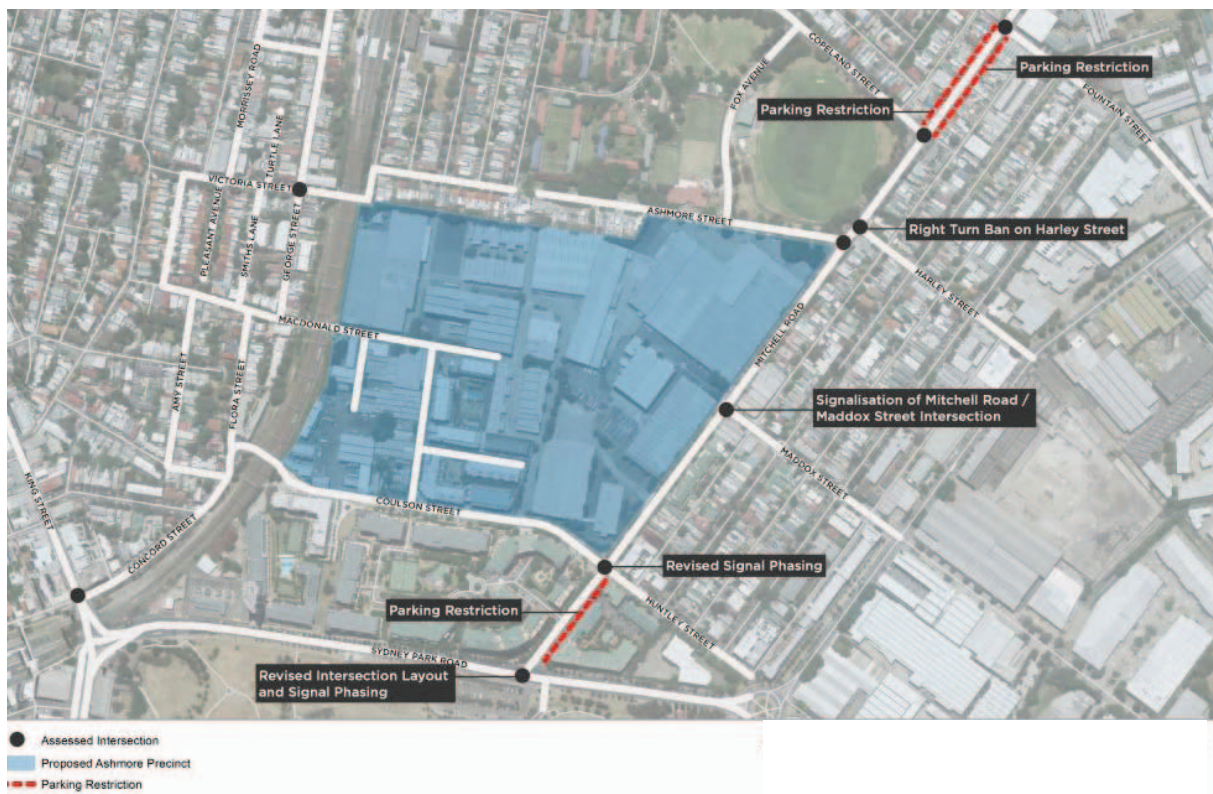 MORRISSEY ROAD
COPELAND STREET
FOX AVENUE
Parking Restriction
FOUNTAIN STREET
Parking Restriction
TURTLE LANE
VICTORIA STREET
PLEASANT AVENUE
SMITHS LANE
GEORGE STREET
ASHMORE STREET
Right Turn Ban on Harley Street
HARLEY STREET
MACDONALD STREET
MITCHELL ROAD
AMY STREET
FLORA STREET
Signalisation of Mitchell Road /
Maddox Street Intersection
MADDOX STREET
KING STREET
COULSON STREET
CONCORD STREET
Revised Signal Phasing
Parking Restriction
HUNTLEY STREET
SYDNEY PARK ROAD
Revised Intersection Layout
and Signal Phasing
Assessed Intersection
Proposed Ashmore Precinct
Parking Restriction